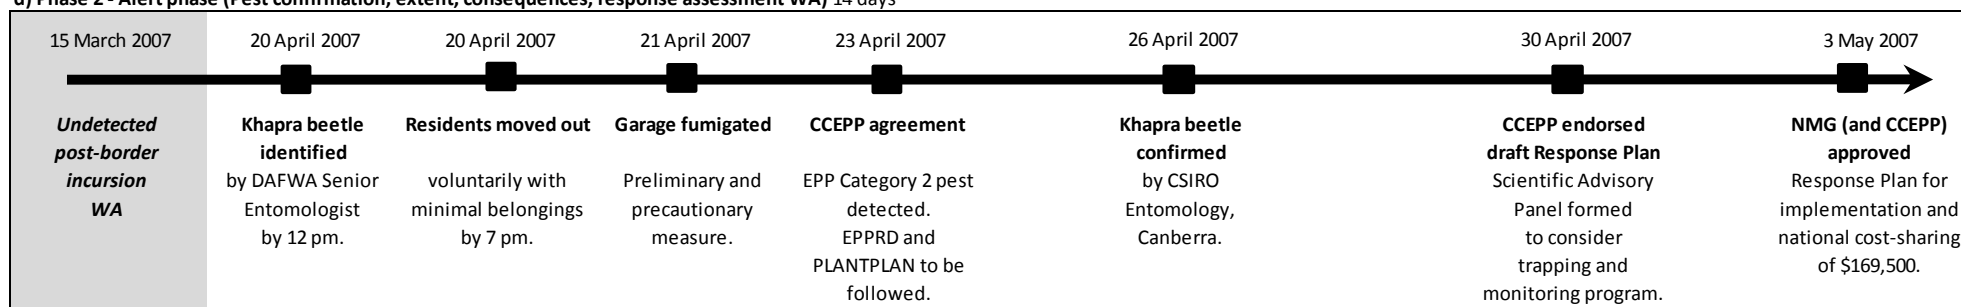 d) Phase 2 - Alert phase (Pest confirmation, extent, consequences, response assessment WA) 14 days
15 March 2007
Undetected
post-border
incursion
WA
20 April 2007
Khapra beetle
identified
by DAFWA Senior
Entomologist
by 12 pm.
20 April 2007
Residents moved out
voluntarily with
minimal belongings
by 7 pm.
21 April 2007
Garage fumigated
Preliminary and
precautionary
measure.
23 April 2007
CCEPP agreement
EPP Category 2 pest
detected.
EPPRD and
PLANTPLAN to be
followed.
26 April 2007
Khapra beetle
confirmed
by CSIRO
Entomology,
Canberra.
30 April 2007
CCEPP endorsed
draft Response Plan
Scientific Advisory
Panel formed
to consider
trapping and
monitoring program.
3 May 2007
NMG (and CCEPP)
approved
Response Plan for
implementation and
national cost-sharing
of $169,500.